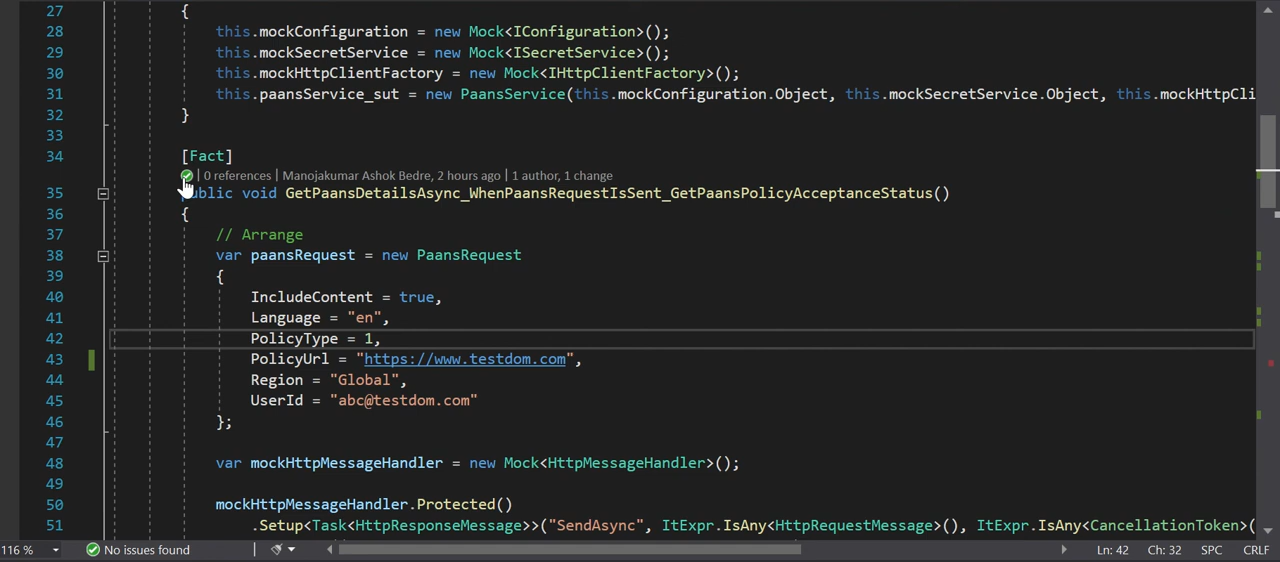 27 {
28 this.mockConfiguration = new Mock<IConfiguration>();
29 this.mockSecretService = new Mock<ISecretService>();
30 this.mockHttpClientFactory = new Mock<IHttpClientFactory>();
31 this.paansService_sut = new PaansService(this.mockConfiguration.Object, this.mockSecretService.Object, this.mockHttpCli
32 }
33
34 [Fact]
0 references | Manojakumar Ashok Bedre, 2 hours ago | 1 author, 1 change
35 public void GetPaansDetailsAsync_WhenPaansRequestIsSent_GetPaansPolicyAcceptanceStatus()
36 {
37 // Arrange
38 var paansRequest = new PaansRequest
39 {
40 IncludeContent = true,
41 Language = "en",
42 PolicyType = 1,
43 PolicyUrl = "https://www.testdom.com",
44 Region = "Global",
45 UserId = "abc@testdom.com"
46 };
47
48 var mockHttpMessageHandler = new Mock<HttpMessageHandler>();
49
50 mockHttpMessageHandler.Protected()
51 .Setup<Task<HttpResponseMessage>>("SendAsync", ItExpr.IsAny<HttpRequestMessage>(), ItExpr.IsAny<CancellationToken>(
116 % No issues found Ln: 42 Ch: 32 SPC CRLF